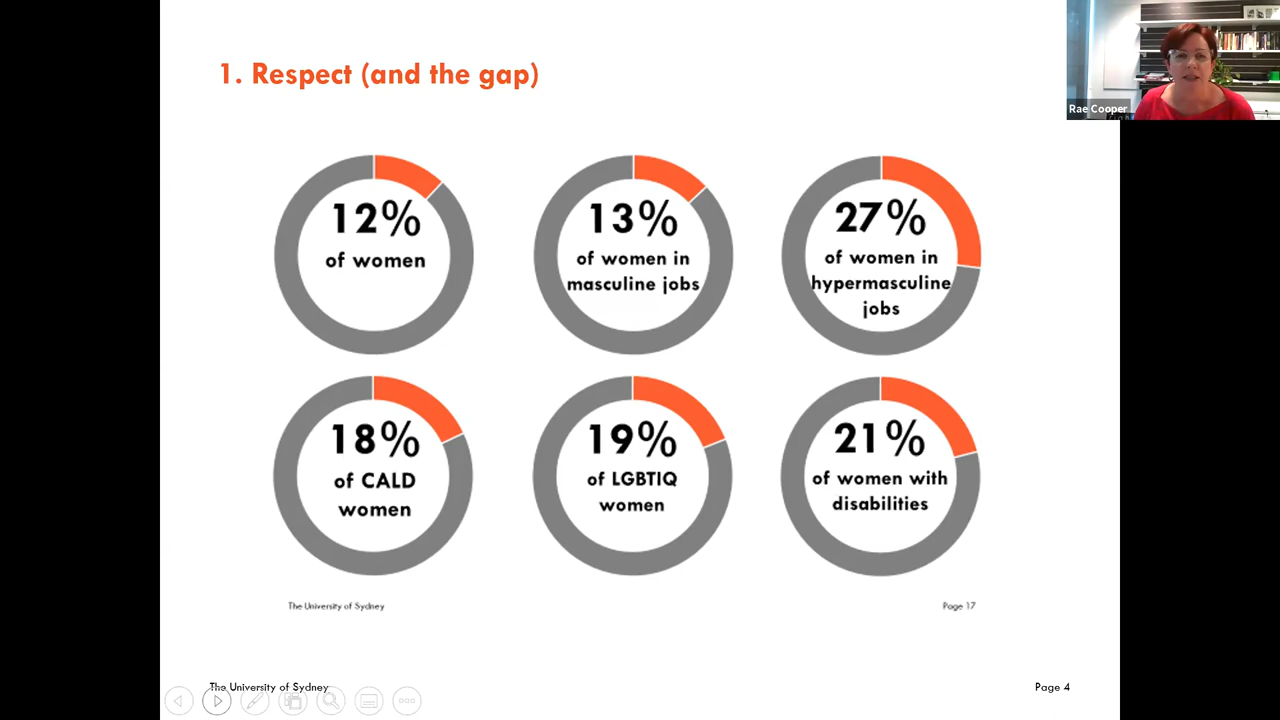 1. Respect (and the gap)
Rae Cooper
12%
of women
13%
of women in
masculine jobs
27%
of women in
hypermasculine
jobs
18%
of CALD
women
19%
of LGBTIQ
women
21%
of women with
disabilities
The University of Sydney
Page 17
The University of Sydney
Page 4